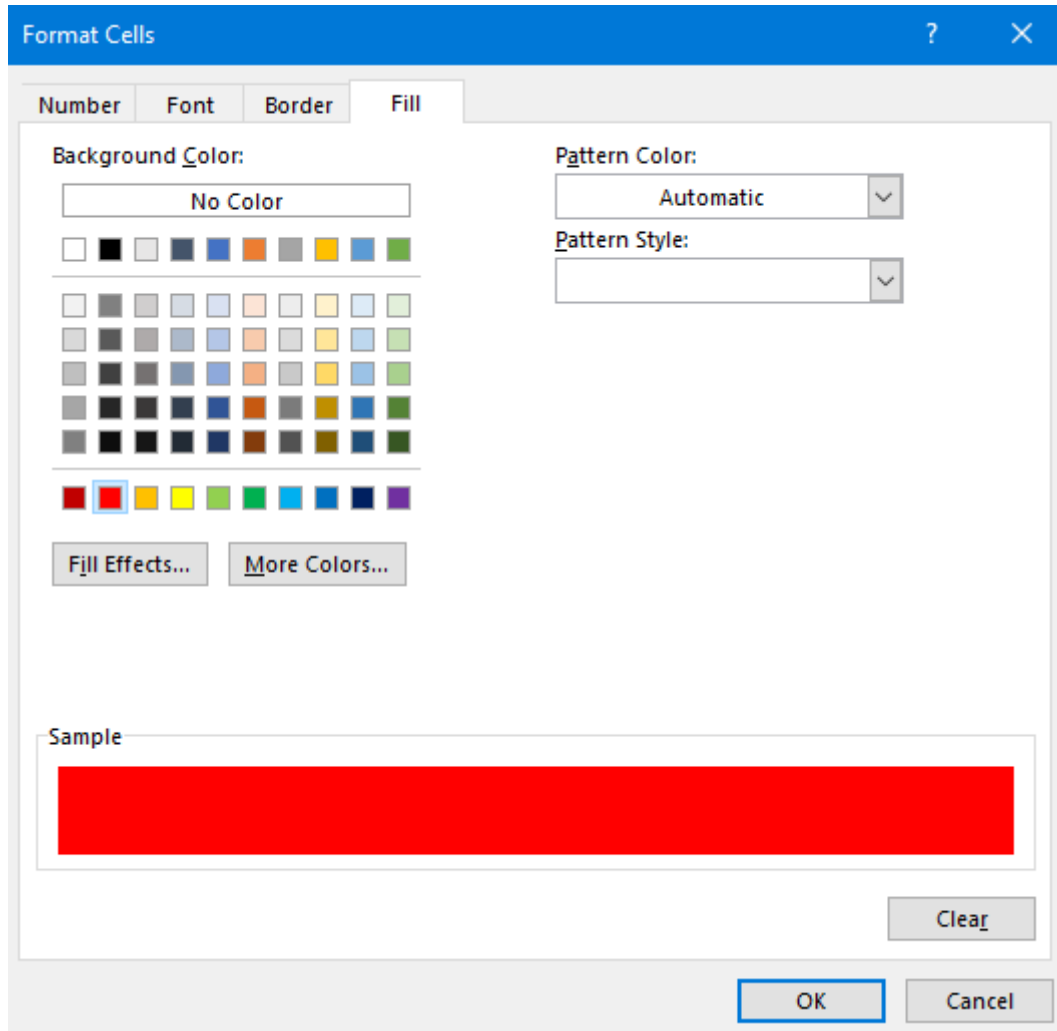 Format Cells ?
Number Font Border Fill
Background Color:
No Color
Pattern Color:
Automatic
Pattern Style:
Fill Effects... More Colors...
Sample
Clear
OK Cancel